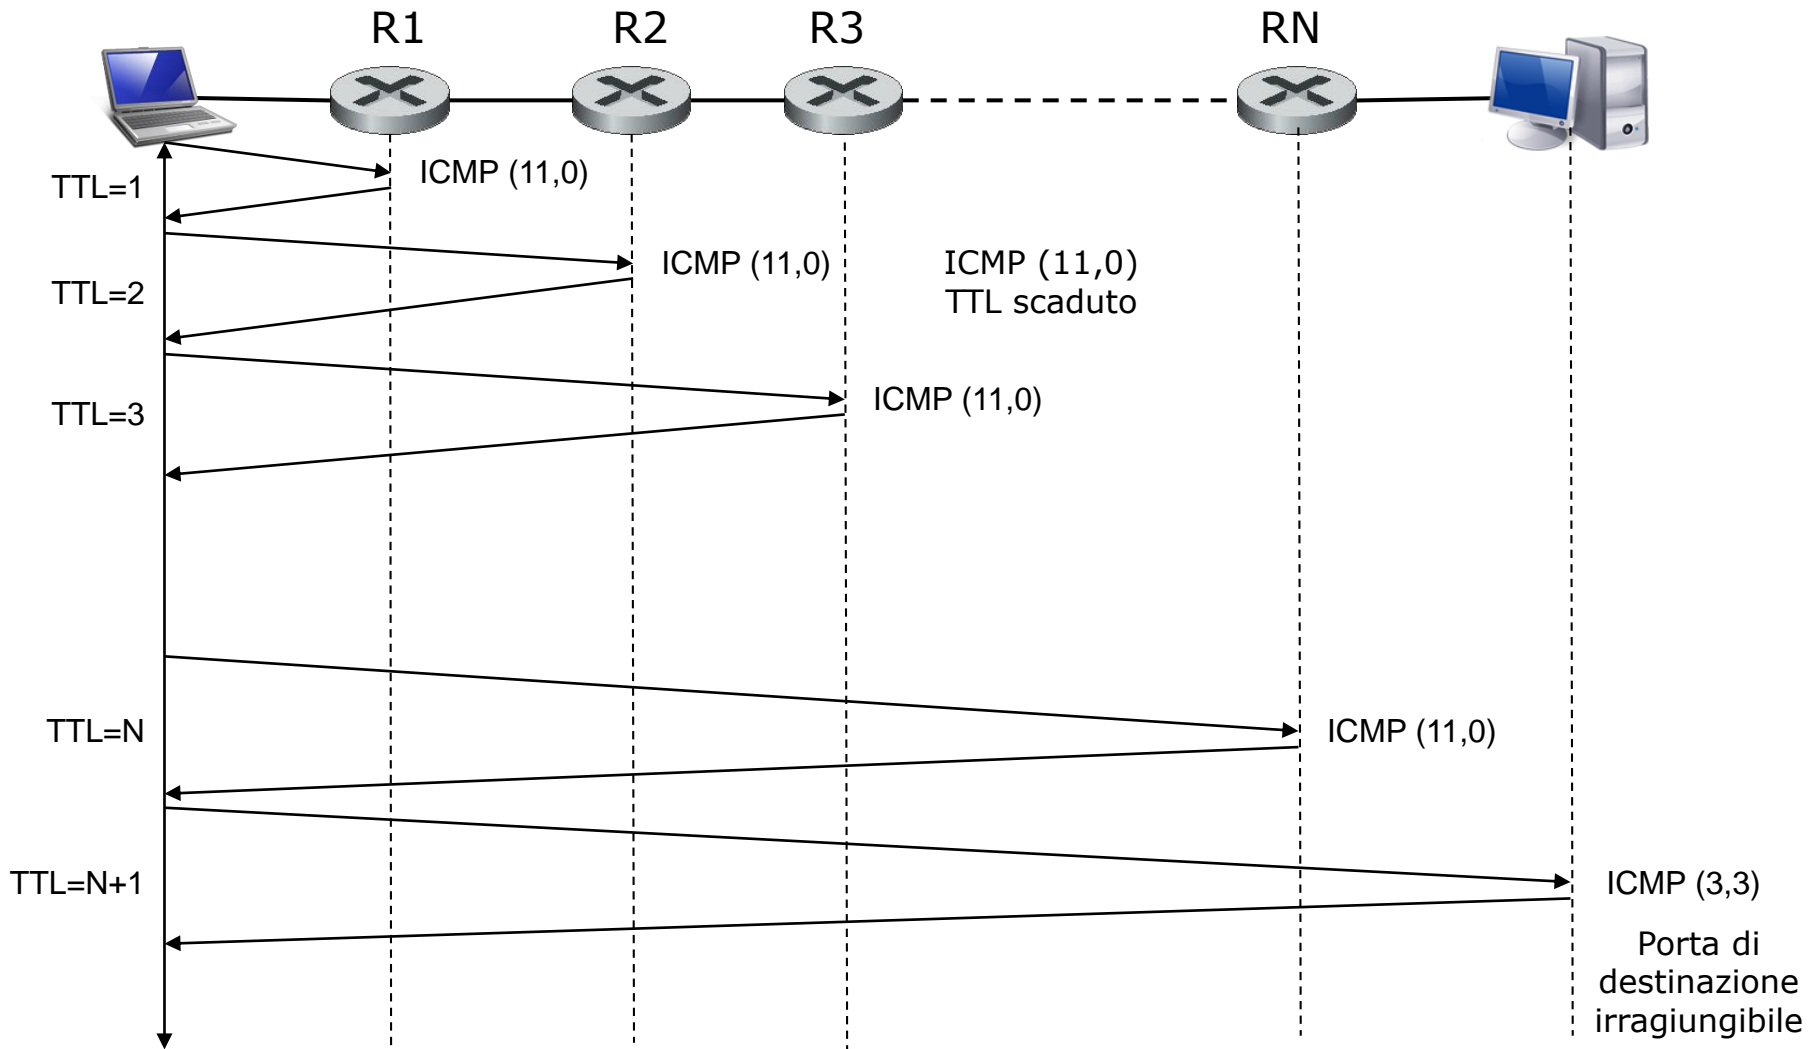 R1
R2
R3
RN
TTL=1
ICMP (11,0)
TTL=2
ICMP (11,0)
ICMP (11,0)
TTL scaduto
TTL=3
ICMP (11,0)
TTL=N
ICMP (11,0)
TTL=N+1
ICMP (3,3)
Porta di
destinazione
irragiungibile